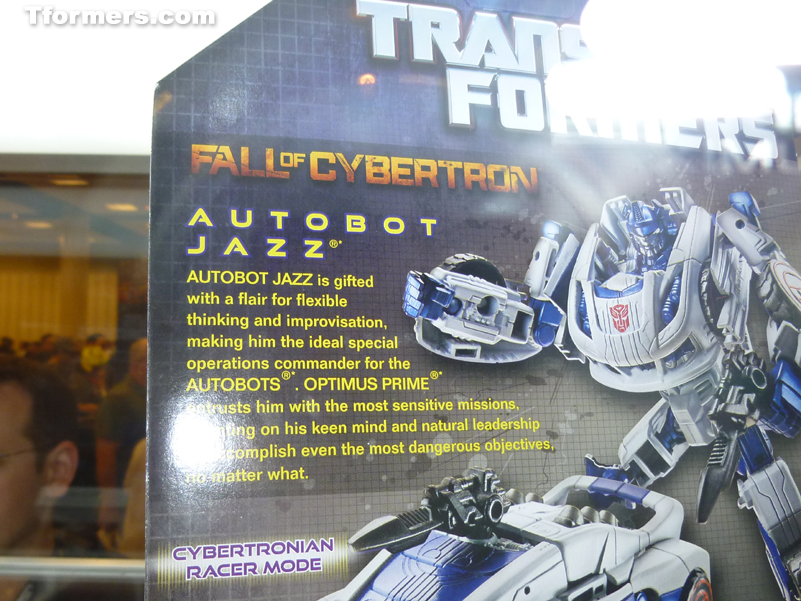 Tformers.com
TRANSFORMERS
FALL OF CYBERTRON
AUTOBOT
JAZZ®*
AUTOBOT JAZZ is gifted
with a flair for flexible
thinking and improvisation,
making him the ideal special
operations commander for the
AUTOBOTS®*. OPTIMUS PRIME®*
entrusts him with the most sensitive missions,
on his keen mind and natural leadership
accomplish even the most dangerous objectives,
no matter what.
CYBERTRONIAN
RACER MODE